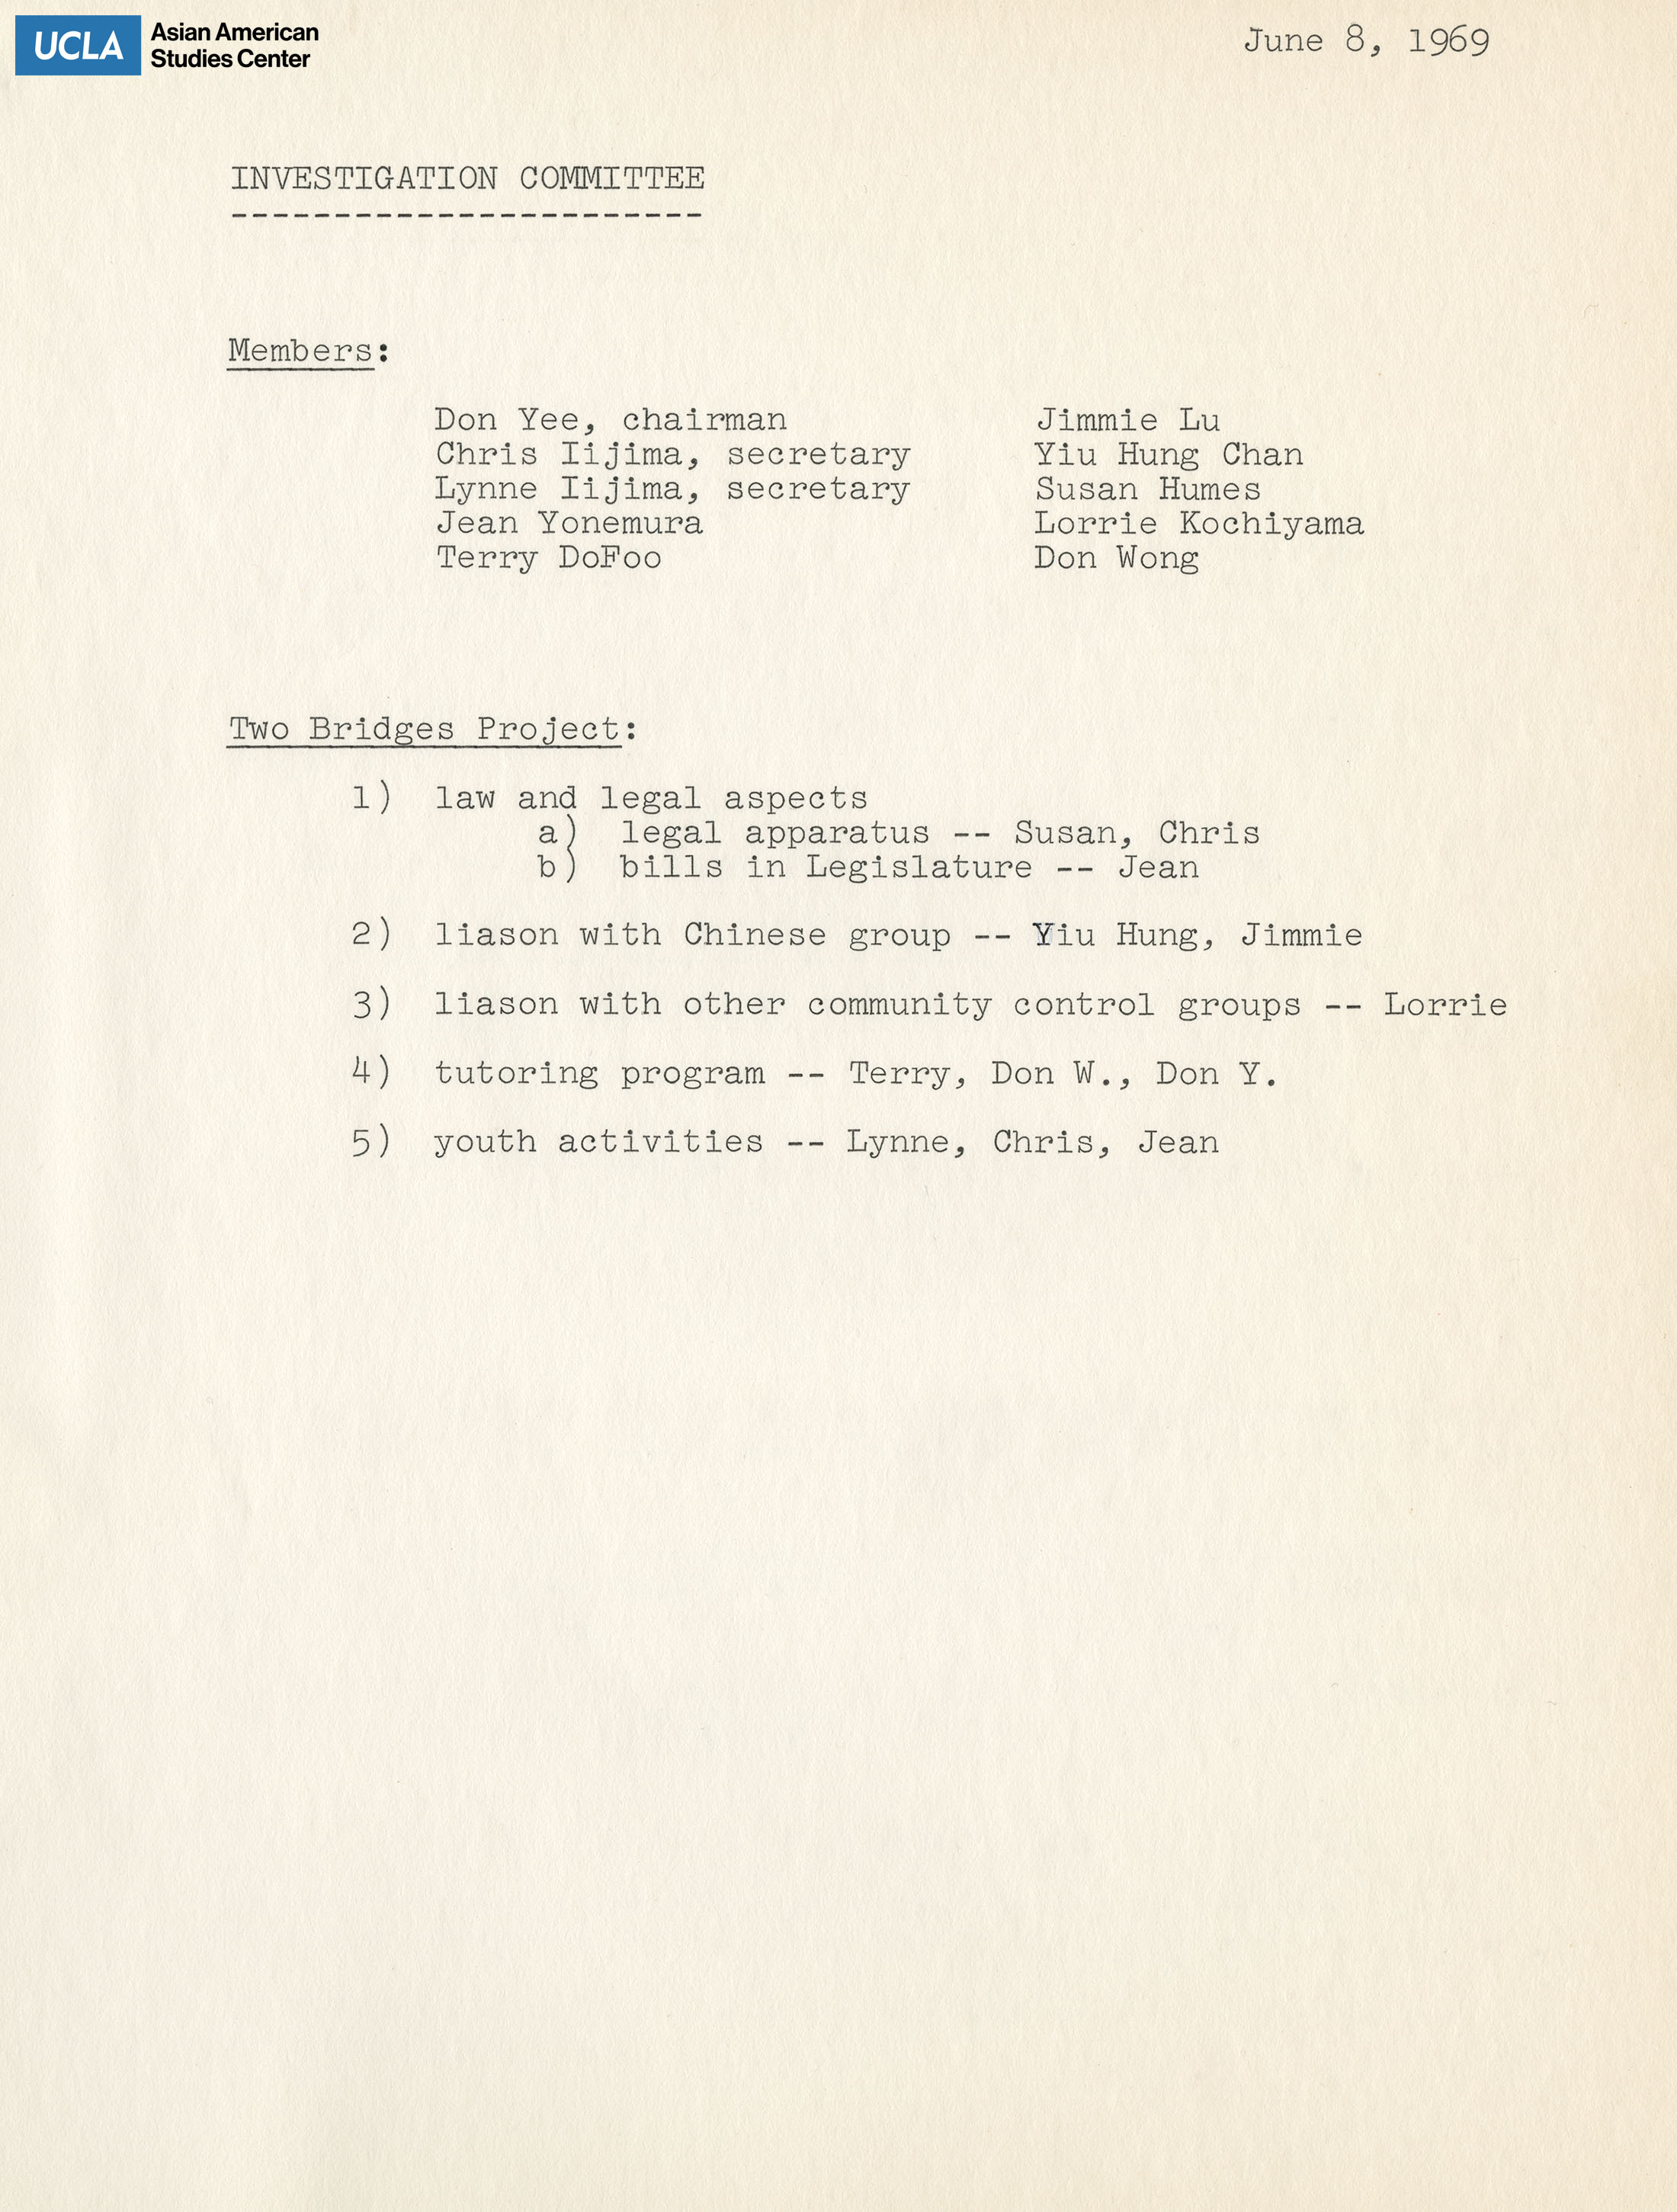 UCLA Asian American
Studies Center
June 8, 1969
INVESTIGATION COMMITTEE
-----------------------
Members:
Don Yee, chairman
Chris Iijima, secretary
Lynne Iijima, secretary
Jean Yonemura
Terry DoFoo
Jimmie Lu
Yiu Hung Chan
Susan Humes
Lorrie Kochiyama
Don Wong
Two Bridges Project:
1) law and legal aspects
a) legal apparatus -- Susan, Chris
b) bills in Legislature -- Jean
2) liason with Chinese group -- Yiu Hung, Jimmie
3) liason with other community control groups -- Lorrie
4) tutoring program -- Terry, Don W., Don Y.
5) youth activities -- Lynne, Chris, Jean